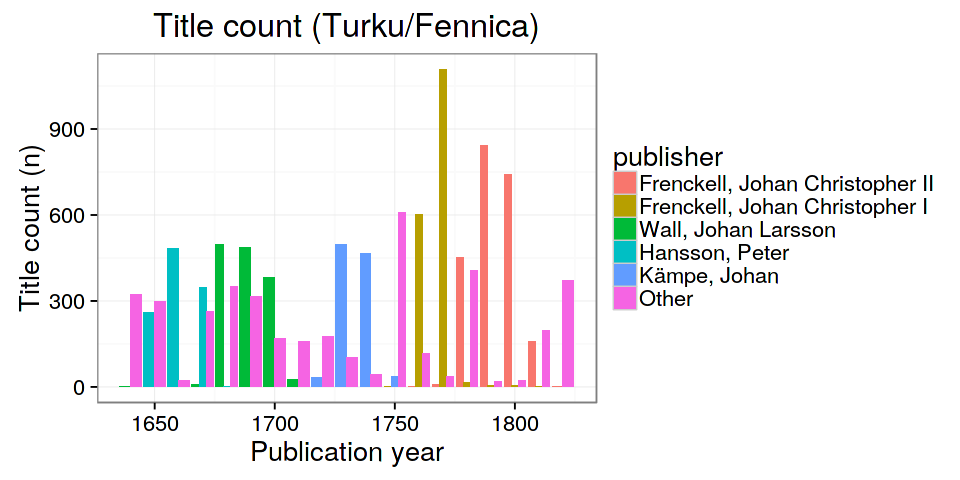 Title count (Turku/Fennica)
Title count (n)
900
600
300
0
1650
1700
1750
1800
Publication year
publisher
Frenckell, Johan Christopher II
Frenckell, Johan Christopher I
Wall, Johan Larsson
Hansson, Peter
Kämpe, Johan
Other